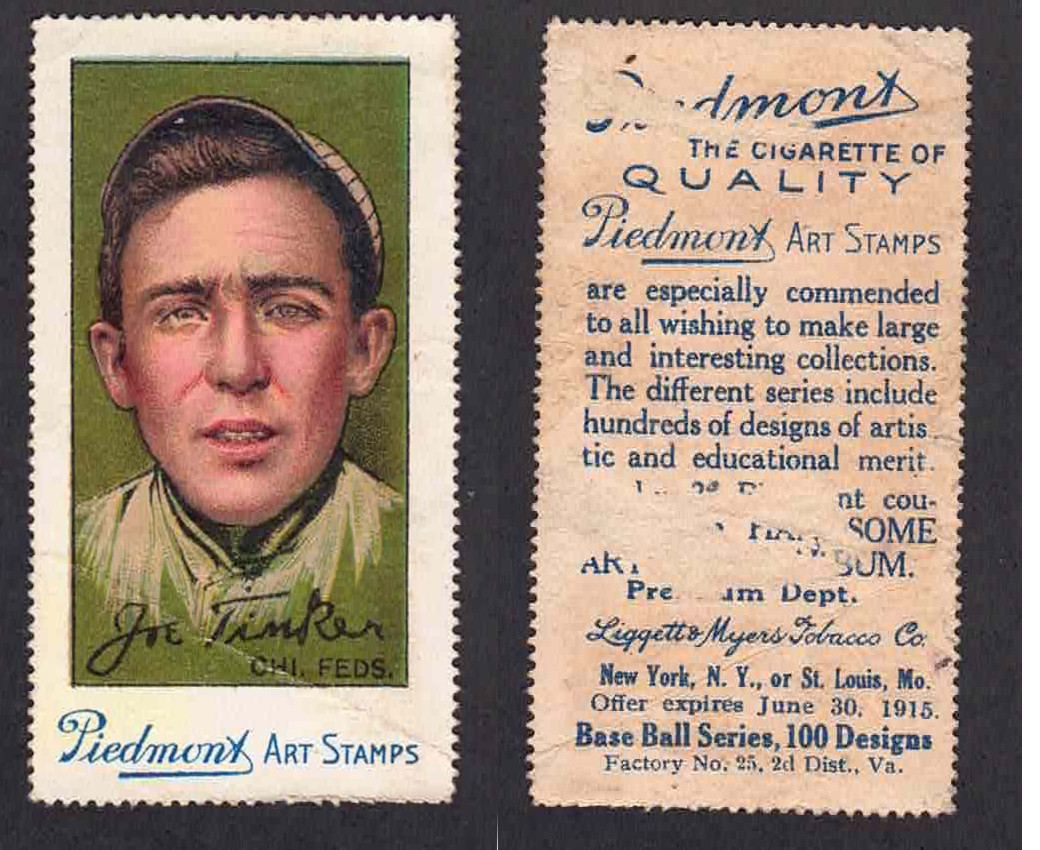 Joe Tinker
CHI. FEDS.
Piedmont ART STAMPS
dmont
THE CIGARETTE OF
QUALITY
Piedmont ART STAMPS
are especially commended
to all wishing to make large
and interesting collections.
The different series include
hundreds of designs of artis
tic and educational merit.
nt cou-
SOME
AR BUM.
Pre um Dept.
Liggett & Myers Tobacco Co.
New York, N. Y., or St. Louis, Mo.
Offer expires June 30, 1915.
Base Ball Series, 100 Designs
Factory No. 25, 2d Dist., Va.